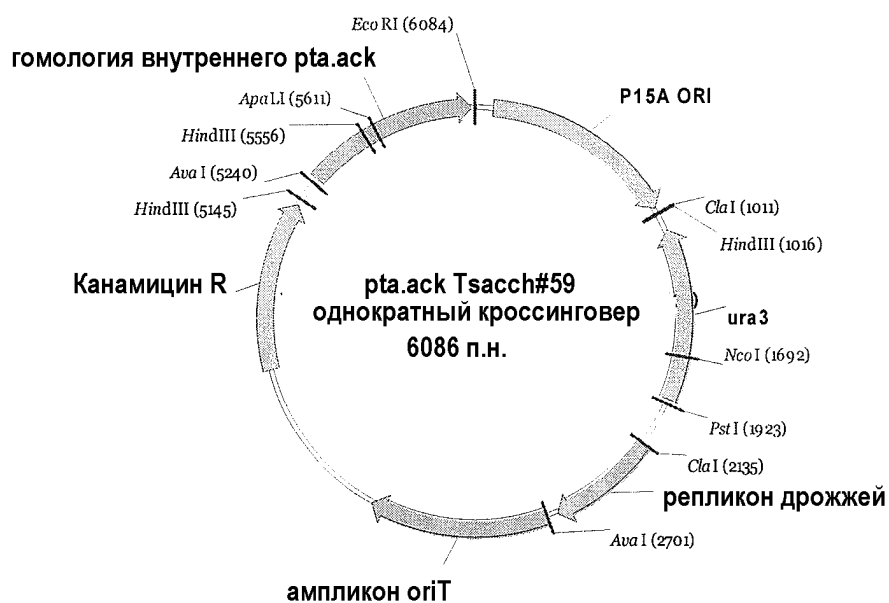 EcoRI (6084)
гомология внутреннего pta.ack
ApaLI (5611)
P15A ORI
HindIII (5556)
AvaI (5240)
HindIII (5145)
ClaI (1011)
HindIII (1016)
Канамицин R
pta.ack Tsacch#59
однократный кроссинговер
6086 п.н.
ura3
NcoI (1692)
PstI (1923)
ClaI (2135)
репликон дрожжей
AvaI (2701)
ампликон oriT